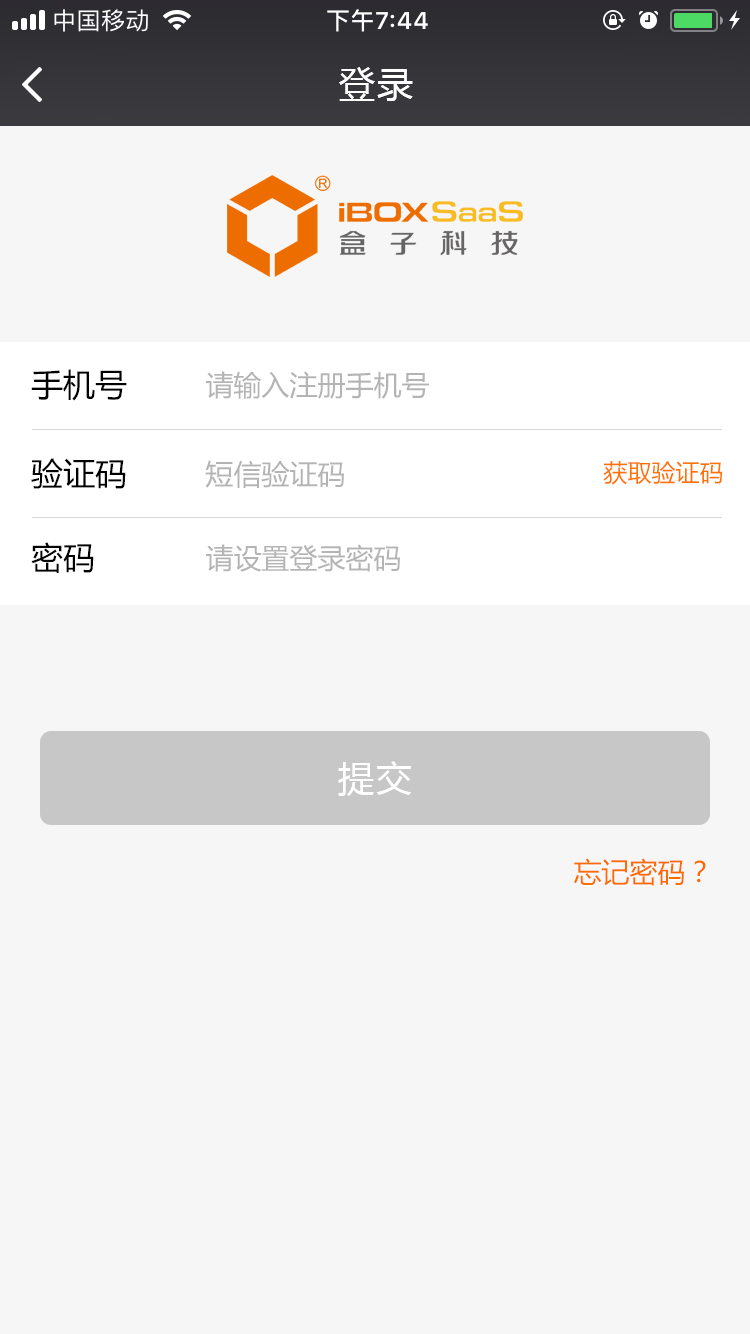 中国移动 下午7:44
登录
®
iBOXSaaS
盒子科技
手机号 请输入注册手机号
验证码 短信验证码 获取验证码
密码 请设置登录密码
提交
忘记密码？